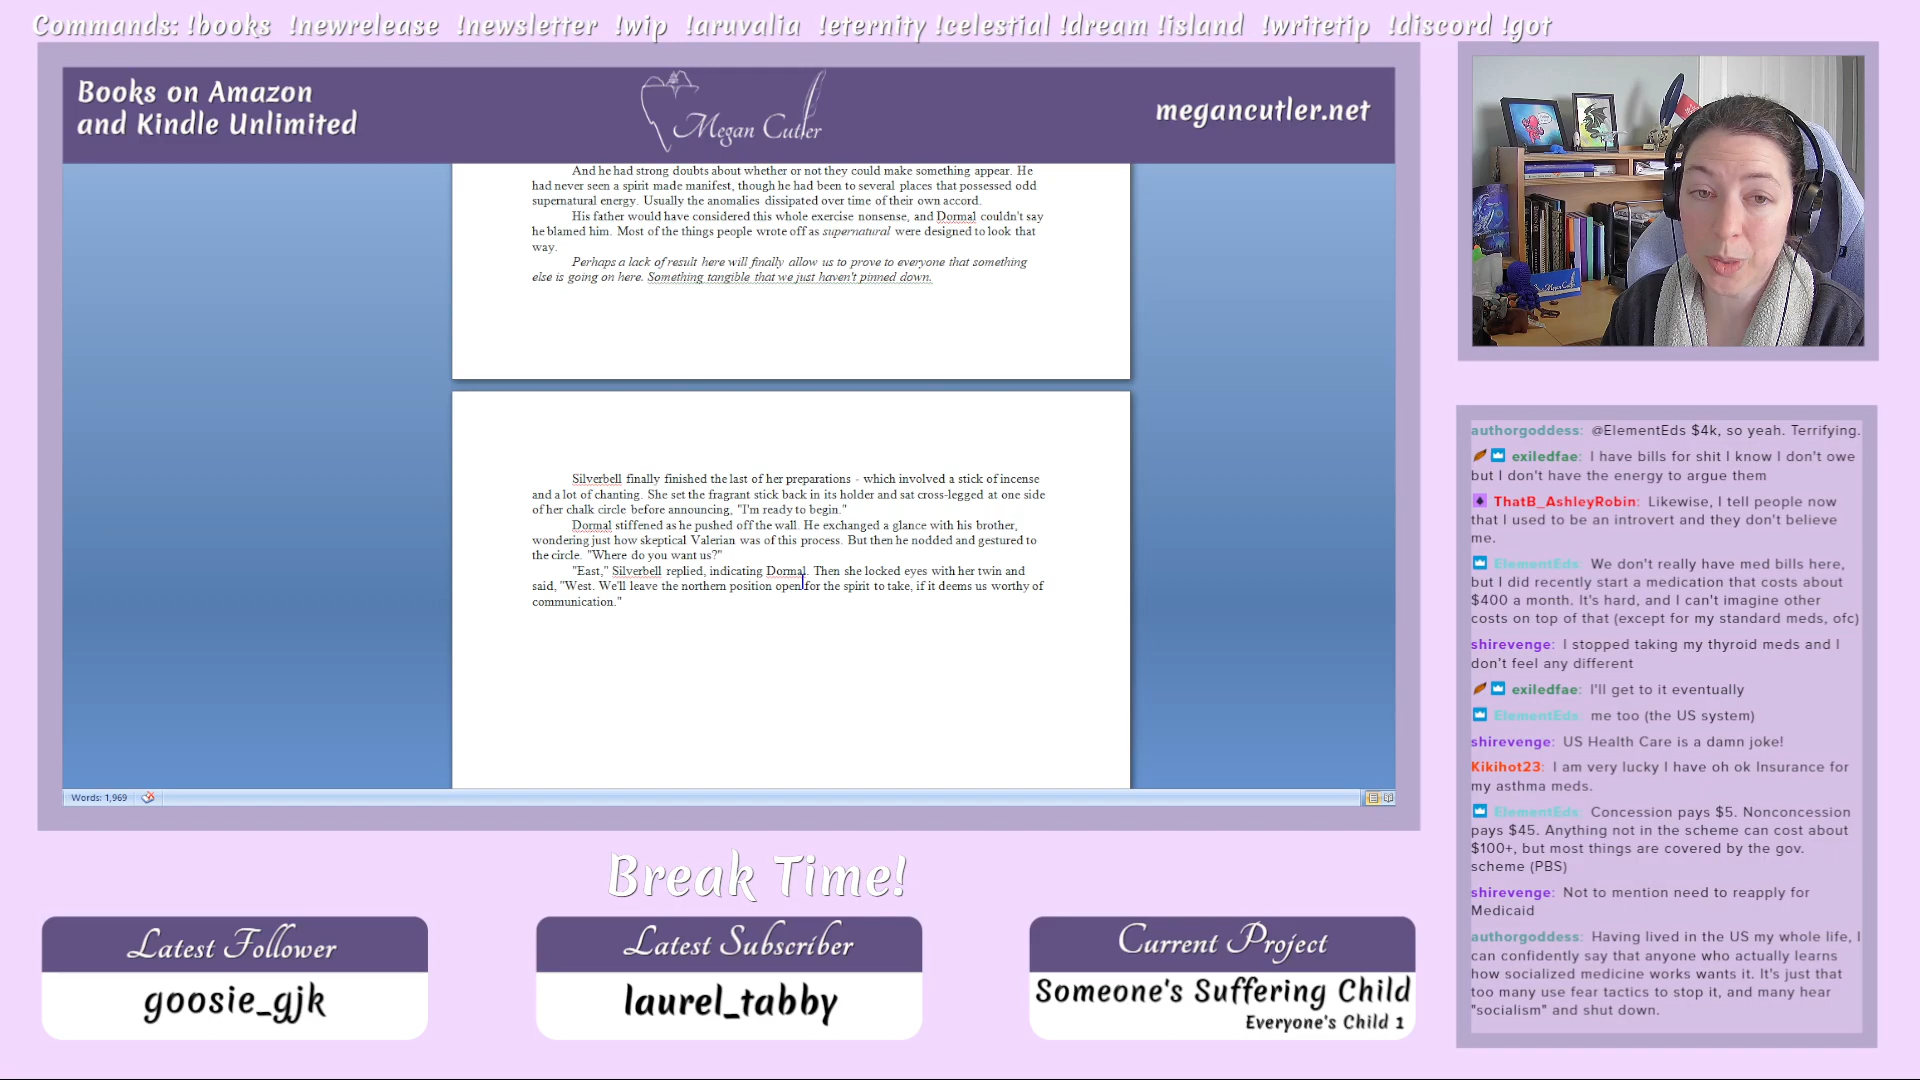 Commands: !books !newrelease !newsletter !wip !aruvalia !eternity !celestial !dream !island !writetip !discord !got
Books on Amazon
and Kindle Unlimited
Megan Cutler
megancutler.net
And he had strong doubts about whether or not they could make something appear. He
had never seen a spirit made manifest, though he had been to several places that possessed odd
supernatural energy. Usually the anomalies dissipated over time of their own accord.
His father would have considered this whole exercise nonsense, and Dormal couldn't say
he blamed him. Most of the things people wrote off as supernatural were designed to look that
way.
Perhaps a lack of result here will finally allow us to prove to everyone that something
else is going on here. Something tangible that we just haven't pinned down.
Silverbell finally finished the last of her preparations - which involved a stick of incense
and a lot of chanting. She set the fragrant stick back in its holder and sat cross-legged at one side
of her chalk circle before announcing, "I'm ready to begin."
Dormal stiffened as he pushed off the wall. He exchanged a glance with his brother,
wondering just how skeptical Valerian was of this process. But then he nodded and gestured to
the circle. "Where do you want us?"
"East," Silverbell replied, indicating Dormal. Then she locked eyes with her twin and
said, "West. We'll leave the northern position open for the spirit to take, if it deems us worthy of
communication."
Words: 1,969
authorgoddess: @ElementEds $4k, so yeah. Terrifying.
exiledfae: I have bills for shit I know I don't owe
but I don't have the energy to argue them
ThatB_AshleyRobin: Likewise, I tell people now
that I used to be an introvert and they don't believe
me.
ElementEds: We don't really have med bills here,
but I did recently start a medication that costs about
$400 a month. It's hard, and I can't imagine other
costs on top of that (except for my standard meds, ofc)
shirevenge: I stopped taking my thyroid meds and I
don't feel any different
exiledfae: I'll get to it eventually
ElementEds: me too (the US system)
shirevenge: US Health Care is a damn joke!
Kikihot23: I am very lucky I have oh ok Insurance for
my asthma meds.
ElementEds: Concession pays $5. Nonconcession
pays $45. Anything not in the scheme can cost about
$100+, but most things are covered by the gov.
scheme (PBS)
shirevenge: Not to mention need to reapply for
Medicaid
authorgoddess: Having lived in the US my whole life, I
can confidently say that anyone who actually learns
how socialized medicine works wants it. It's just that
too many use fear tactics to stop it, and many hear
"socialism" and shut down.
Break Time!
Latest Follower
goosie_gjk
Latest Subscriber
laurel_tabby
Current Project
Someone's Suffering Child
Everyone's Child 1